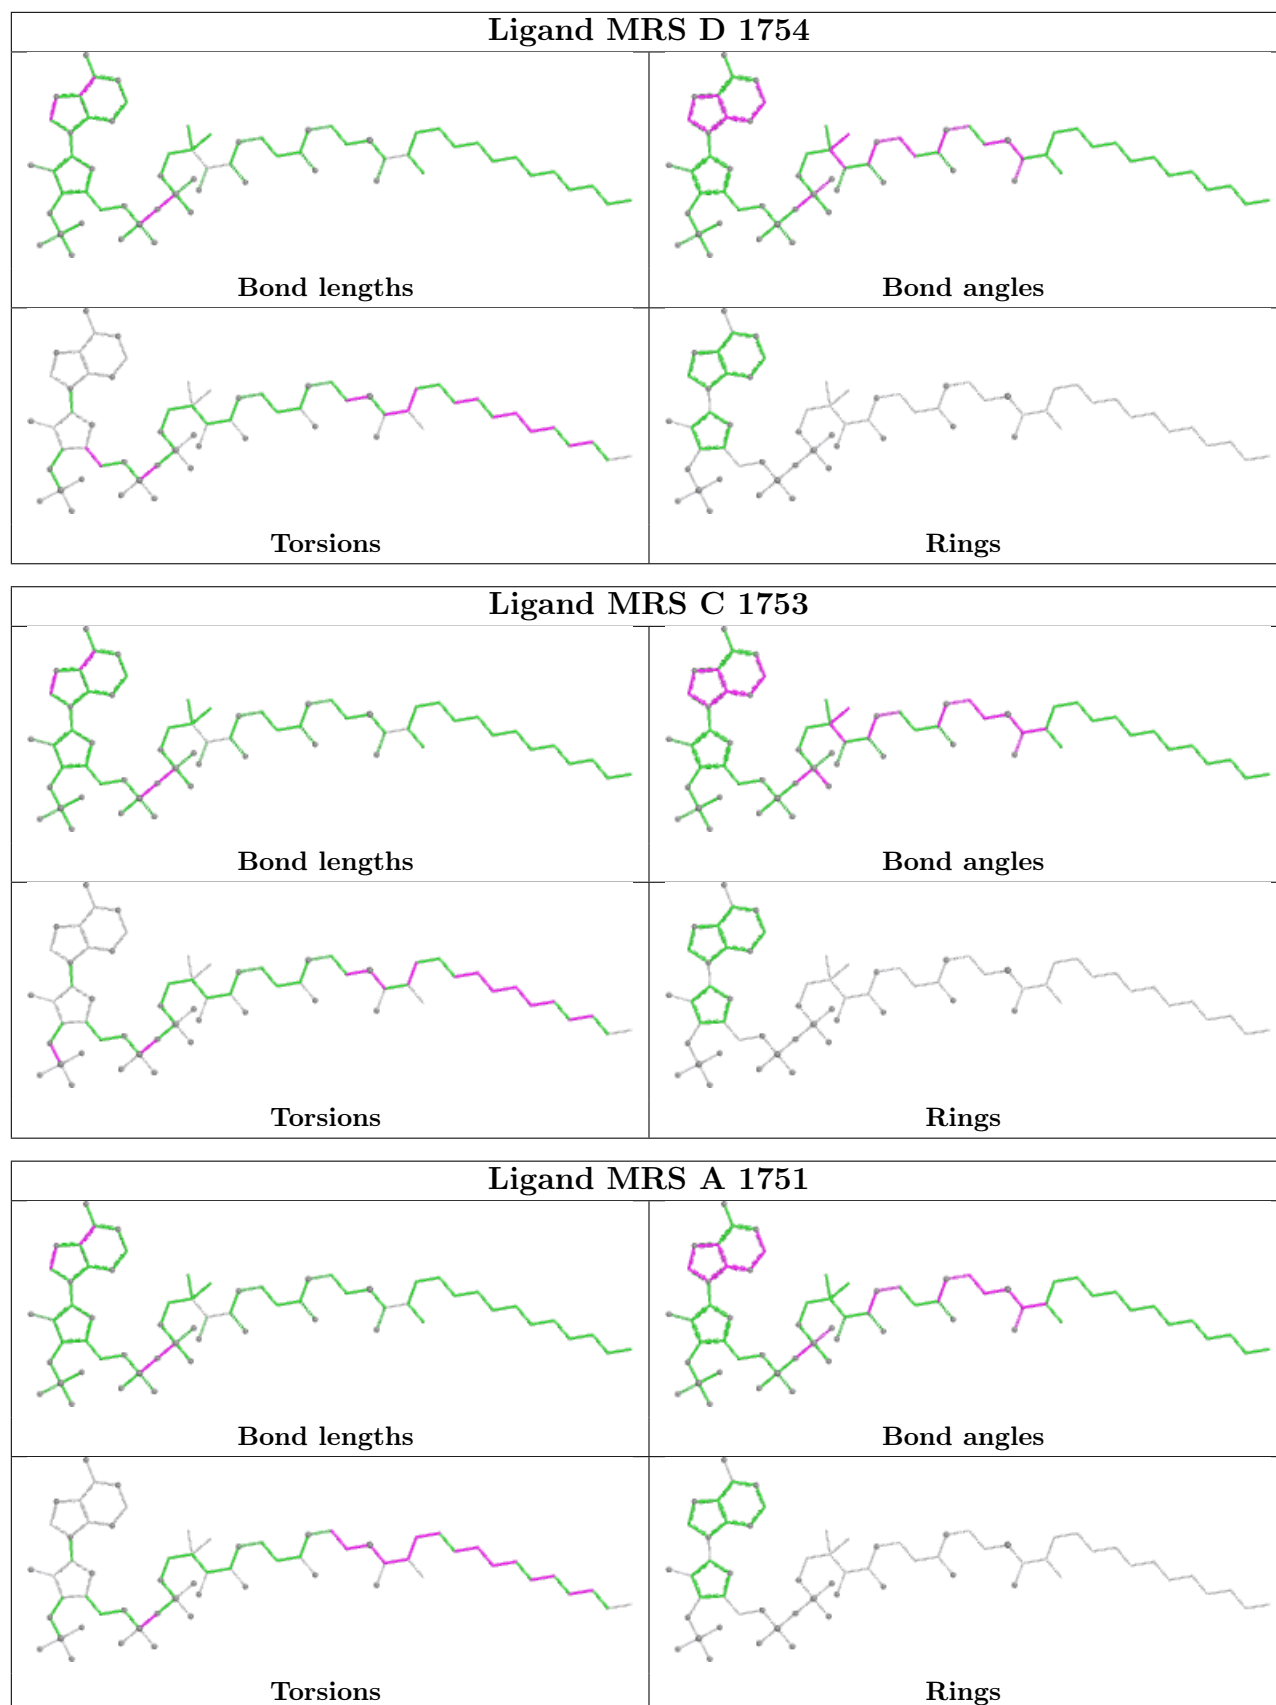 Ligand MRS D 1754
Bond lengths
Bond angles
Torsions
Rings
Ligand MRS C 1753
Bond lengths
Bond angles
Torsions
Rings
Ligand MRS A 1751
Bond lengths
Bond angles
Torsions
Rings